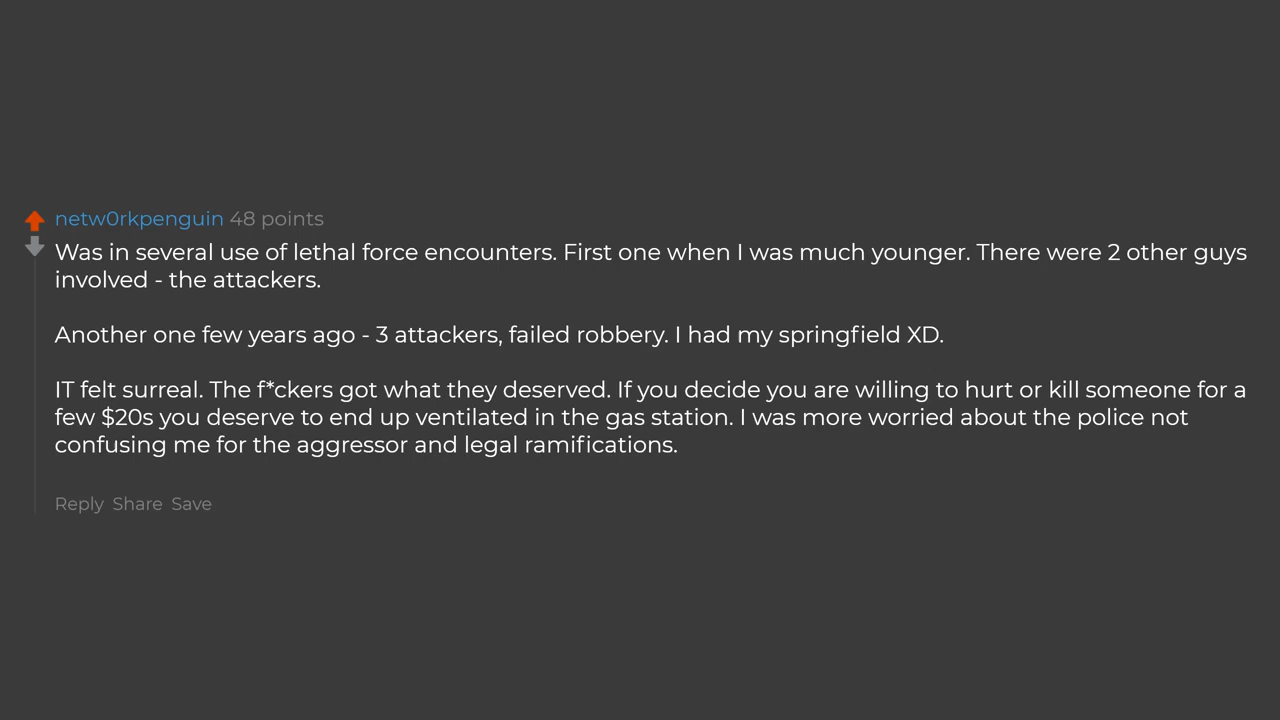 netw0rkpenguin 48 points
Was in several use of lethal force encounters. First one when I was much younger. There were 2 other guys
involved - the attackers.
Another one few years ago - 3 attackers, failed robbery. I had my springfield XD.
IT felt surreal. The f*ckers got what they deserved. If you decide you are willing to hurt or kill someone for a
few $20s you deserve to end up ventilated in the gas station. I was more worried about the police not
confusing me for the aggressor and legal ramifications.
Reply Share Save